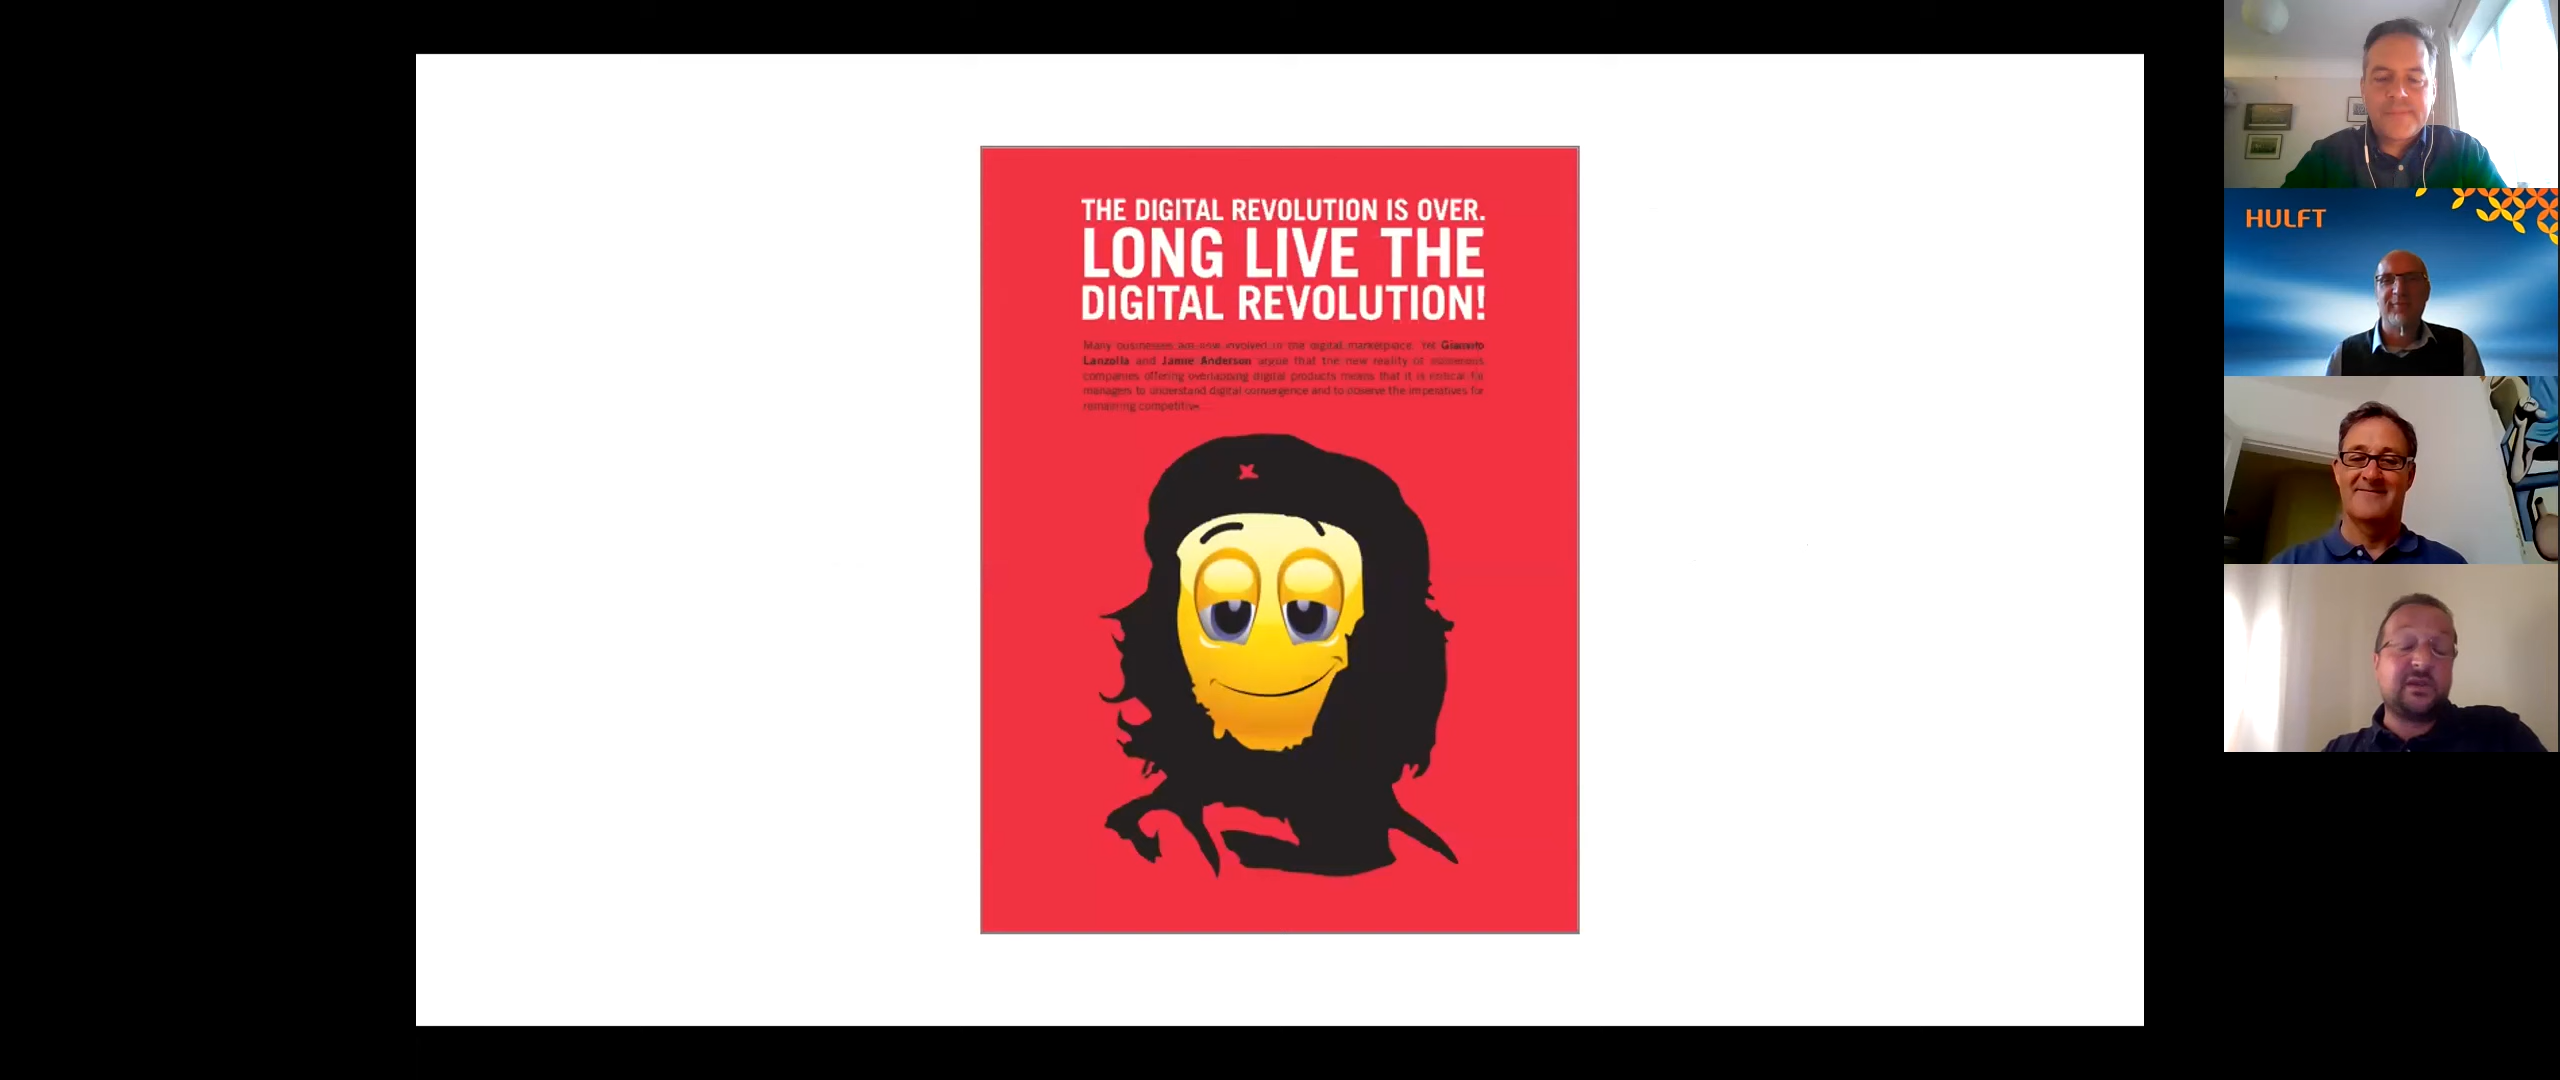 THE DIGITAL REVOLUTION IS OVER.
LONG LIVE THE
DIGITAL REVOLUTION!
Many businesses are now involved in the digital marketplace. Yet
Lanzolla and Jamie Anderson argue that the new reality of numerous
companies offering overlapping digital products means that it is critical for
managers to understand digital convergence and to observe the imperatives for
remaining competitive.
HULFT